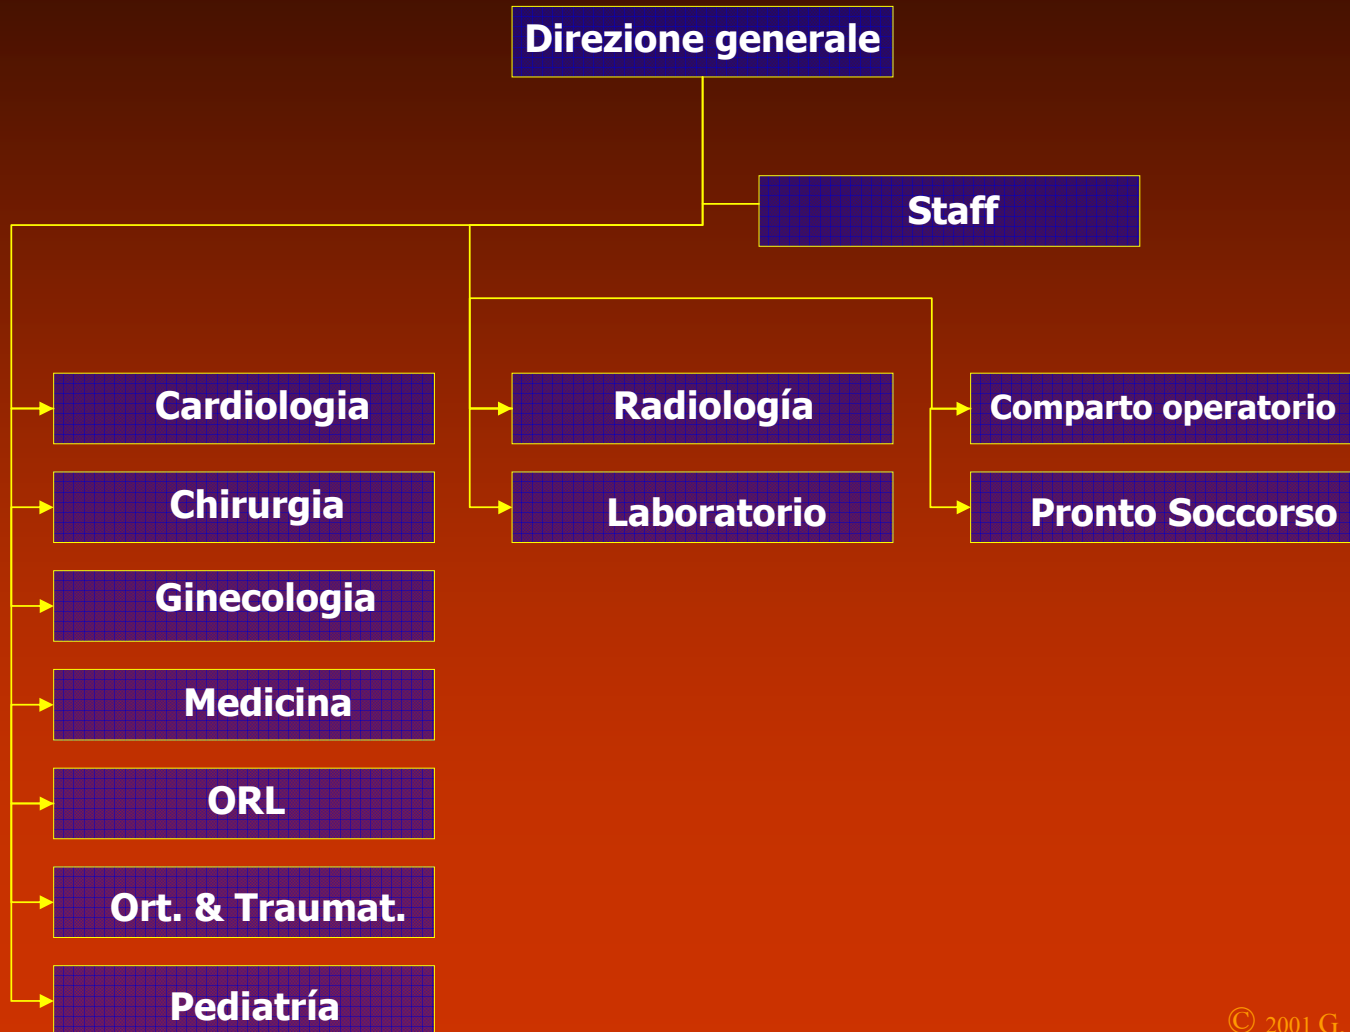 Direzione generale
Staff
Cardiologia
Radiología
Comparto operatorio
Chirurgia
Laboratorio
Pronto Soccorso
Ginecologia
Medicina
ORL
Ort. & Traumat.
Pediatría
© 2001 G.